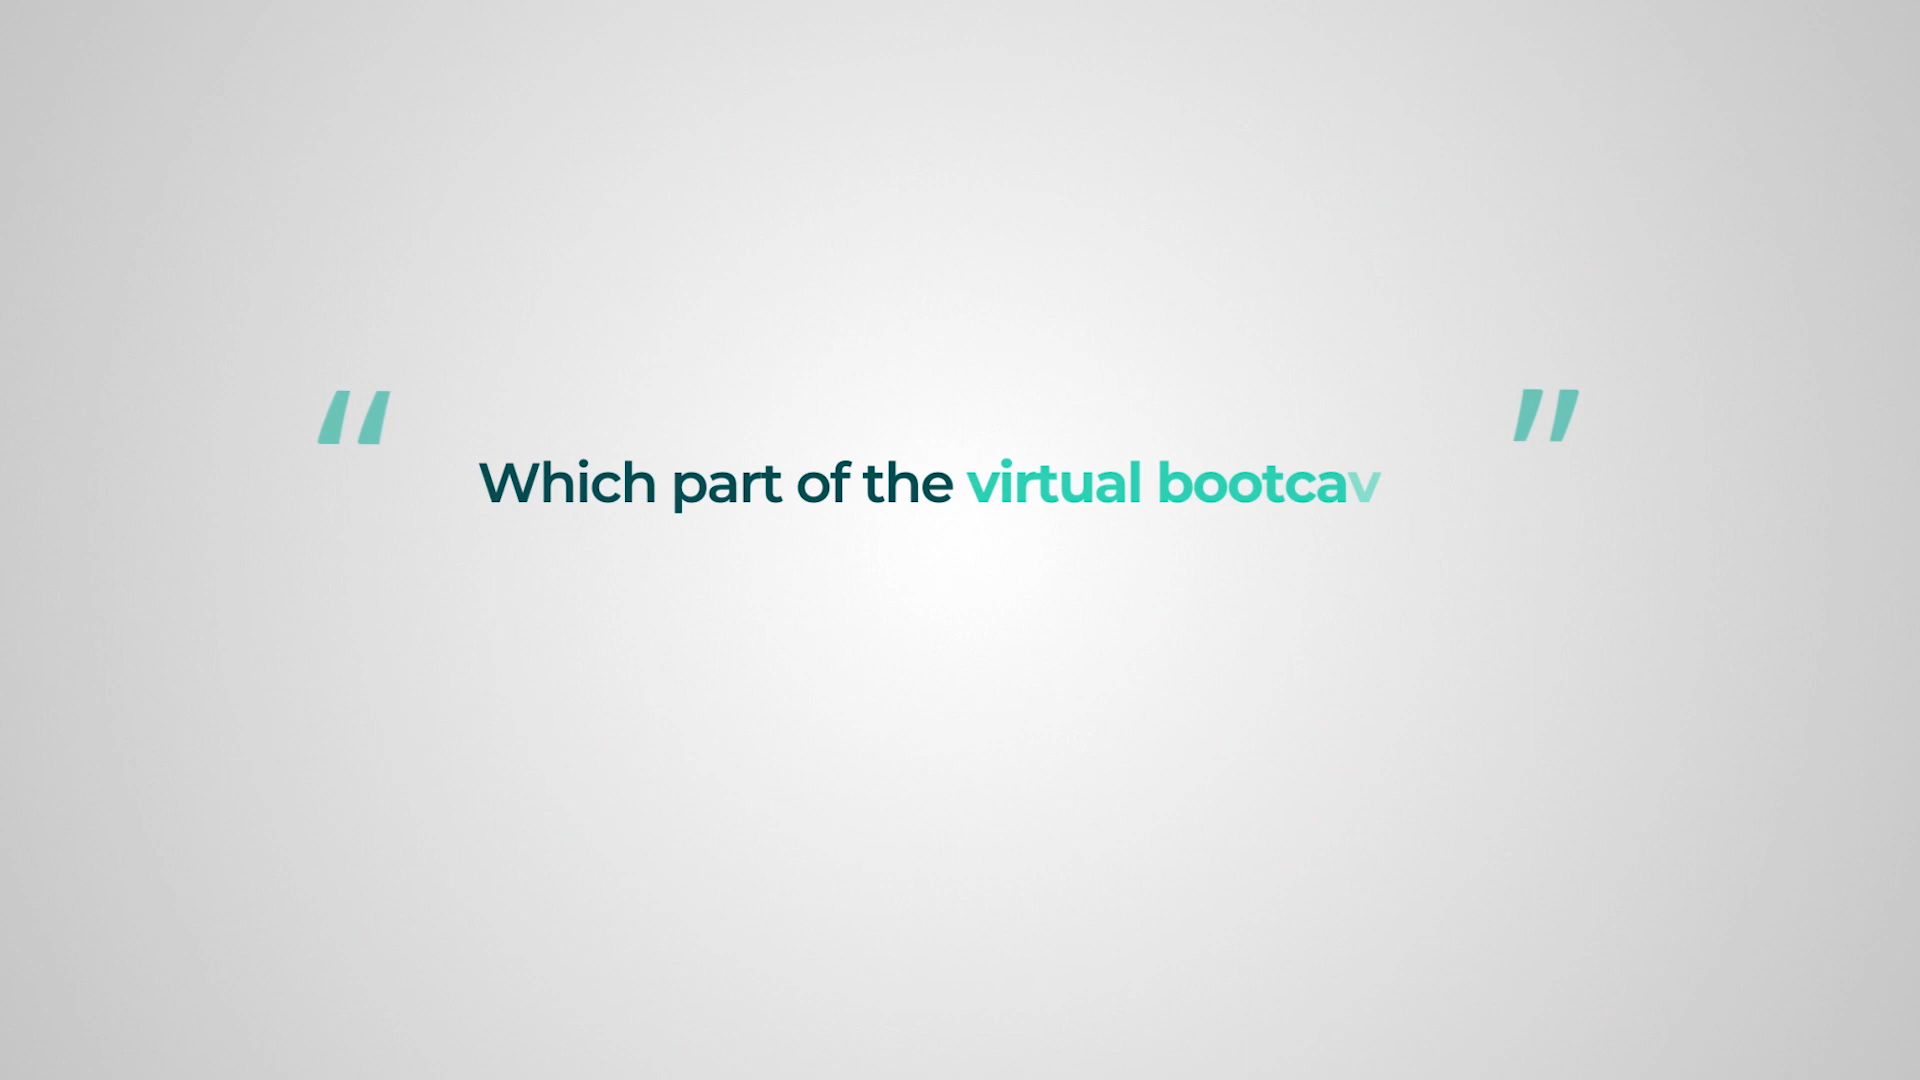 “ Which part of the virtual bootcav ”